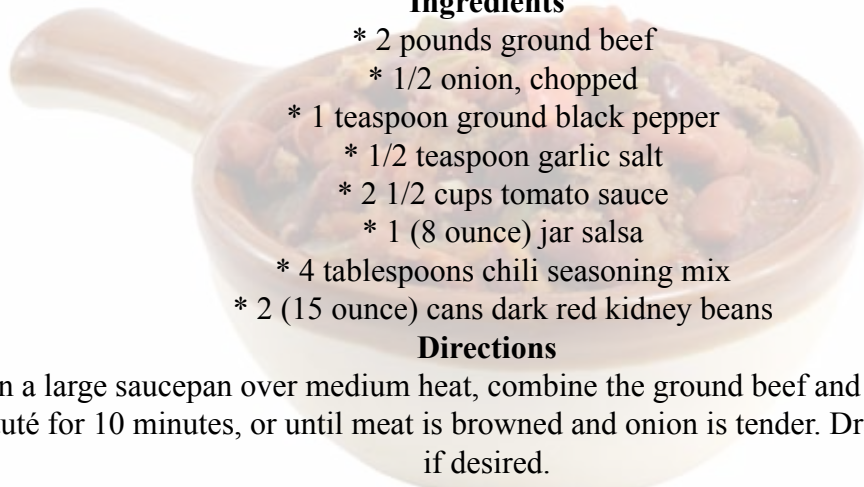 Ingredients
* 2 pounds ground beef
* 1/2 onion, chopped
* 1 teaspoon ground black pepper
* 1/2 teaspoon garlic salt
* 2 1/2 cups tomato sauce
* 1 (8 ounce) jar salsa
* 4 tablespoons chili seasoning mix
* 2 (15 ounce) cans dark red kidney beans
Directions
n a large saucepan over medium heat, combine the ground beef and
uté for 10 minutes, or until meat is browned and onion is tender. Dr
if desired.